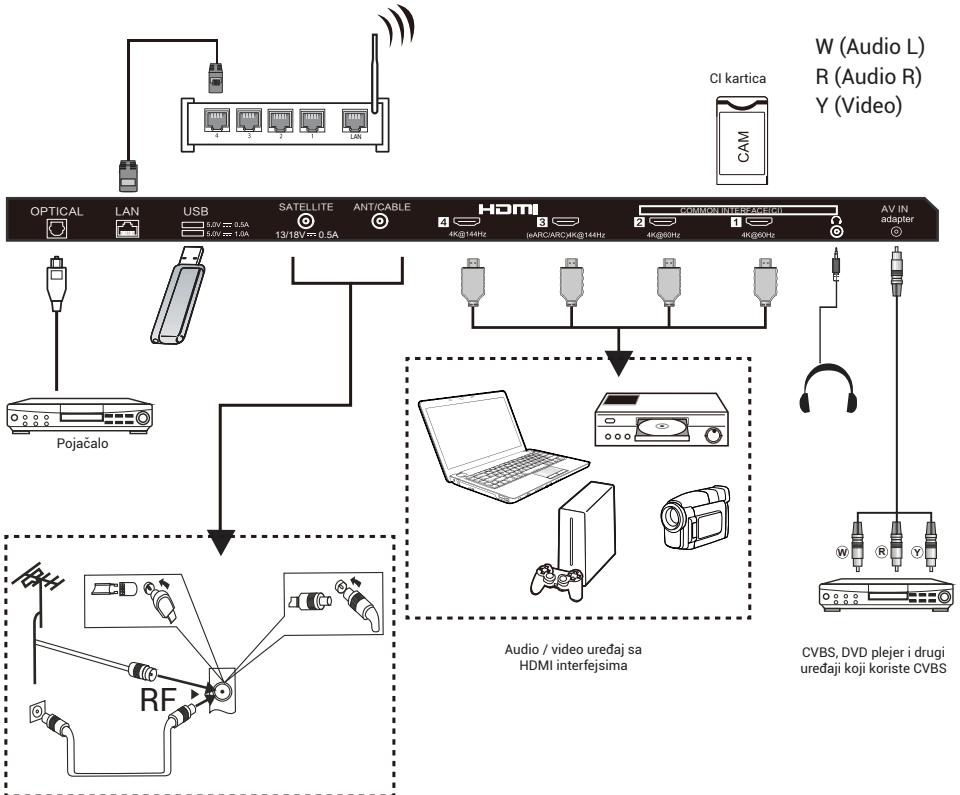 W (Audio L)
R (Audio R)
Y (Video)
CI kartica
CAM
4 3 2 1 LAN
OPTICAL
LAN
USB
5.0V ⎓ 0.5A
5.0V ⎓ 1.0A
SATELLITE
13/18V ⎓ 0.5A
ANT/CABLE
HDMI
4
4K@144Hz
3
(eARC/ARC)4K@144Hz
COMMON INTERFACE(CI)
2
4K@60Hz
1
4K@60Hz
AV IN
adapter
Pojačalo
RF
Audio / video uređaj sa
HDMI interfejsima
W R Y
CVBS, DVD plejer i drugi
uređaji koji koriste CVBS